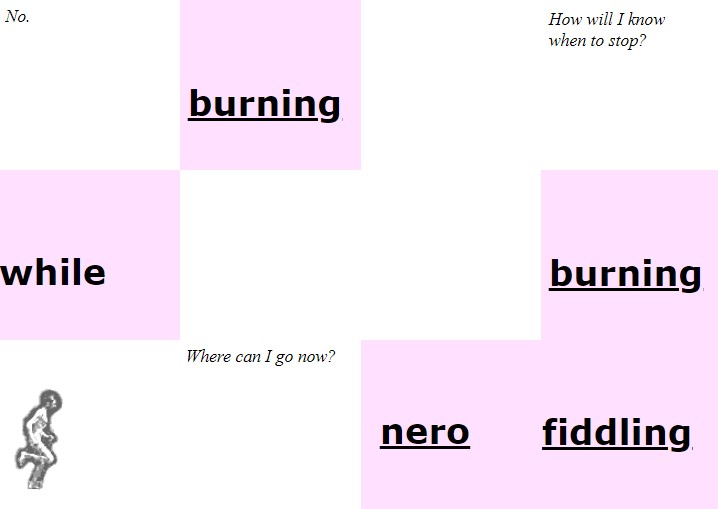 No.
How will I know
when to stop?
burning
while
burning
Where can I go now?
nero
fiddling